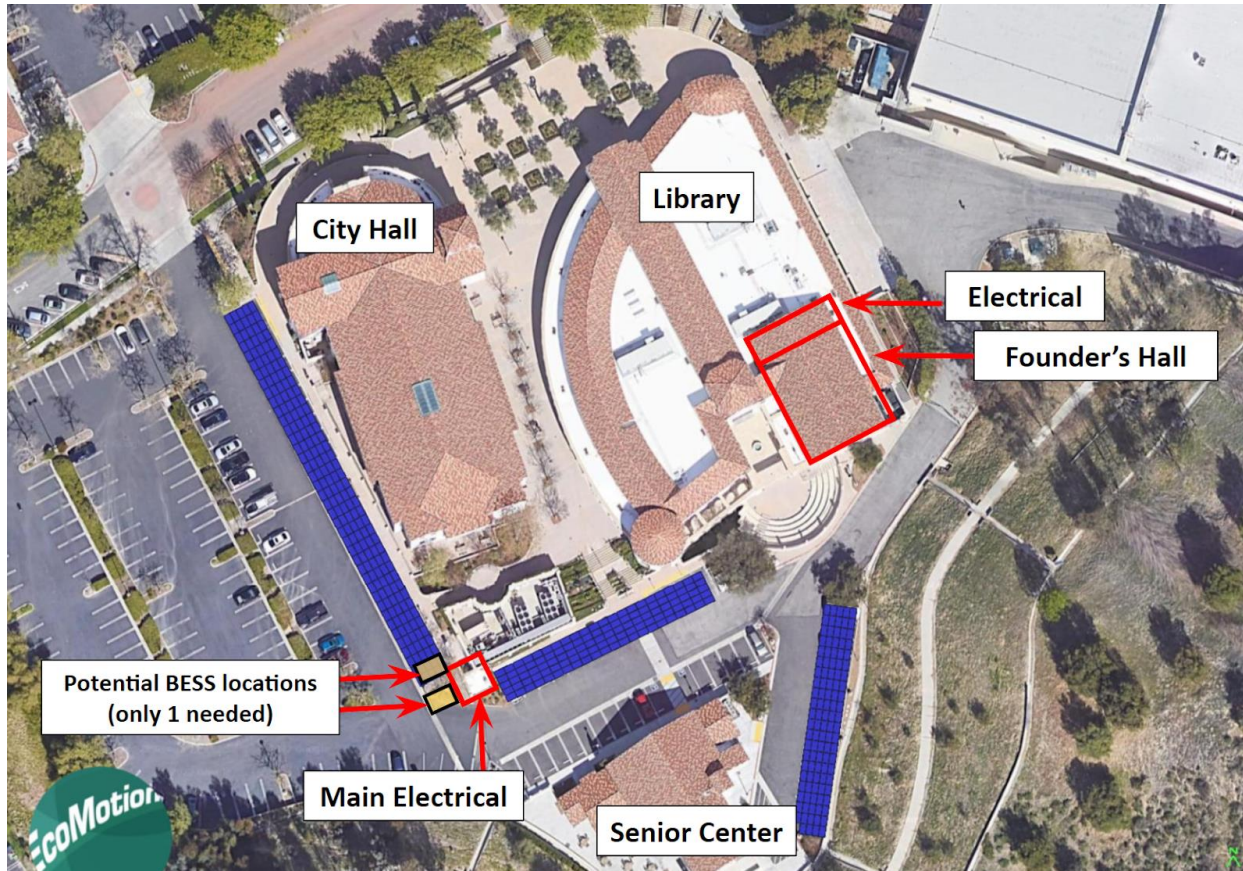 City Hall
Library
Electrical
Founder's Hall
Potential BESS locations
(only 1 needed)
Main Electrical
Senior Center
EcoMotion
N